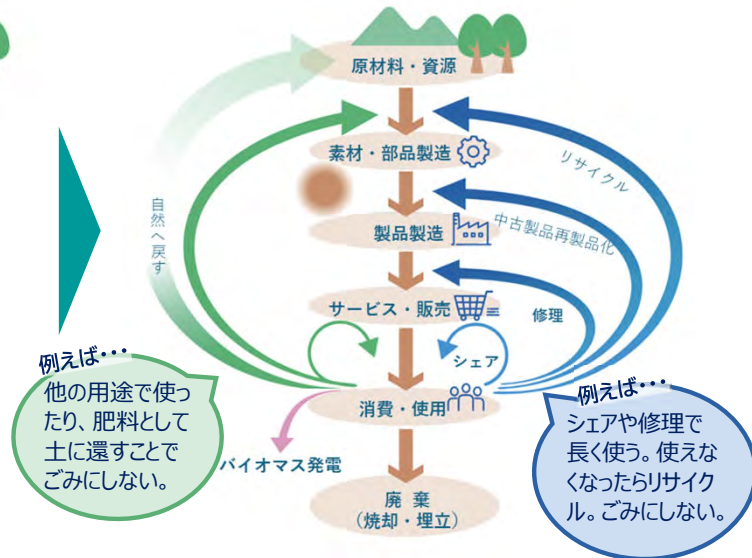 原材料・資源
素材・部品製造
リサイクル
自然へ戻す
製品製造
中古製品再製品化
サービス・販売
修理
シェア
例えば・・・
他の用途で使っ
たり、肥料として
土に還すことで
ごみにしない。
消費・使用
例えば・・・
シェアや修理で
長く使う。使えな
くなったらリサイク
ル。ごみにしない。
バイオマス発電
廃棄
（焼却・埋立）